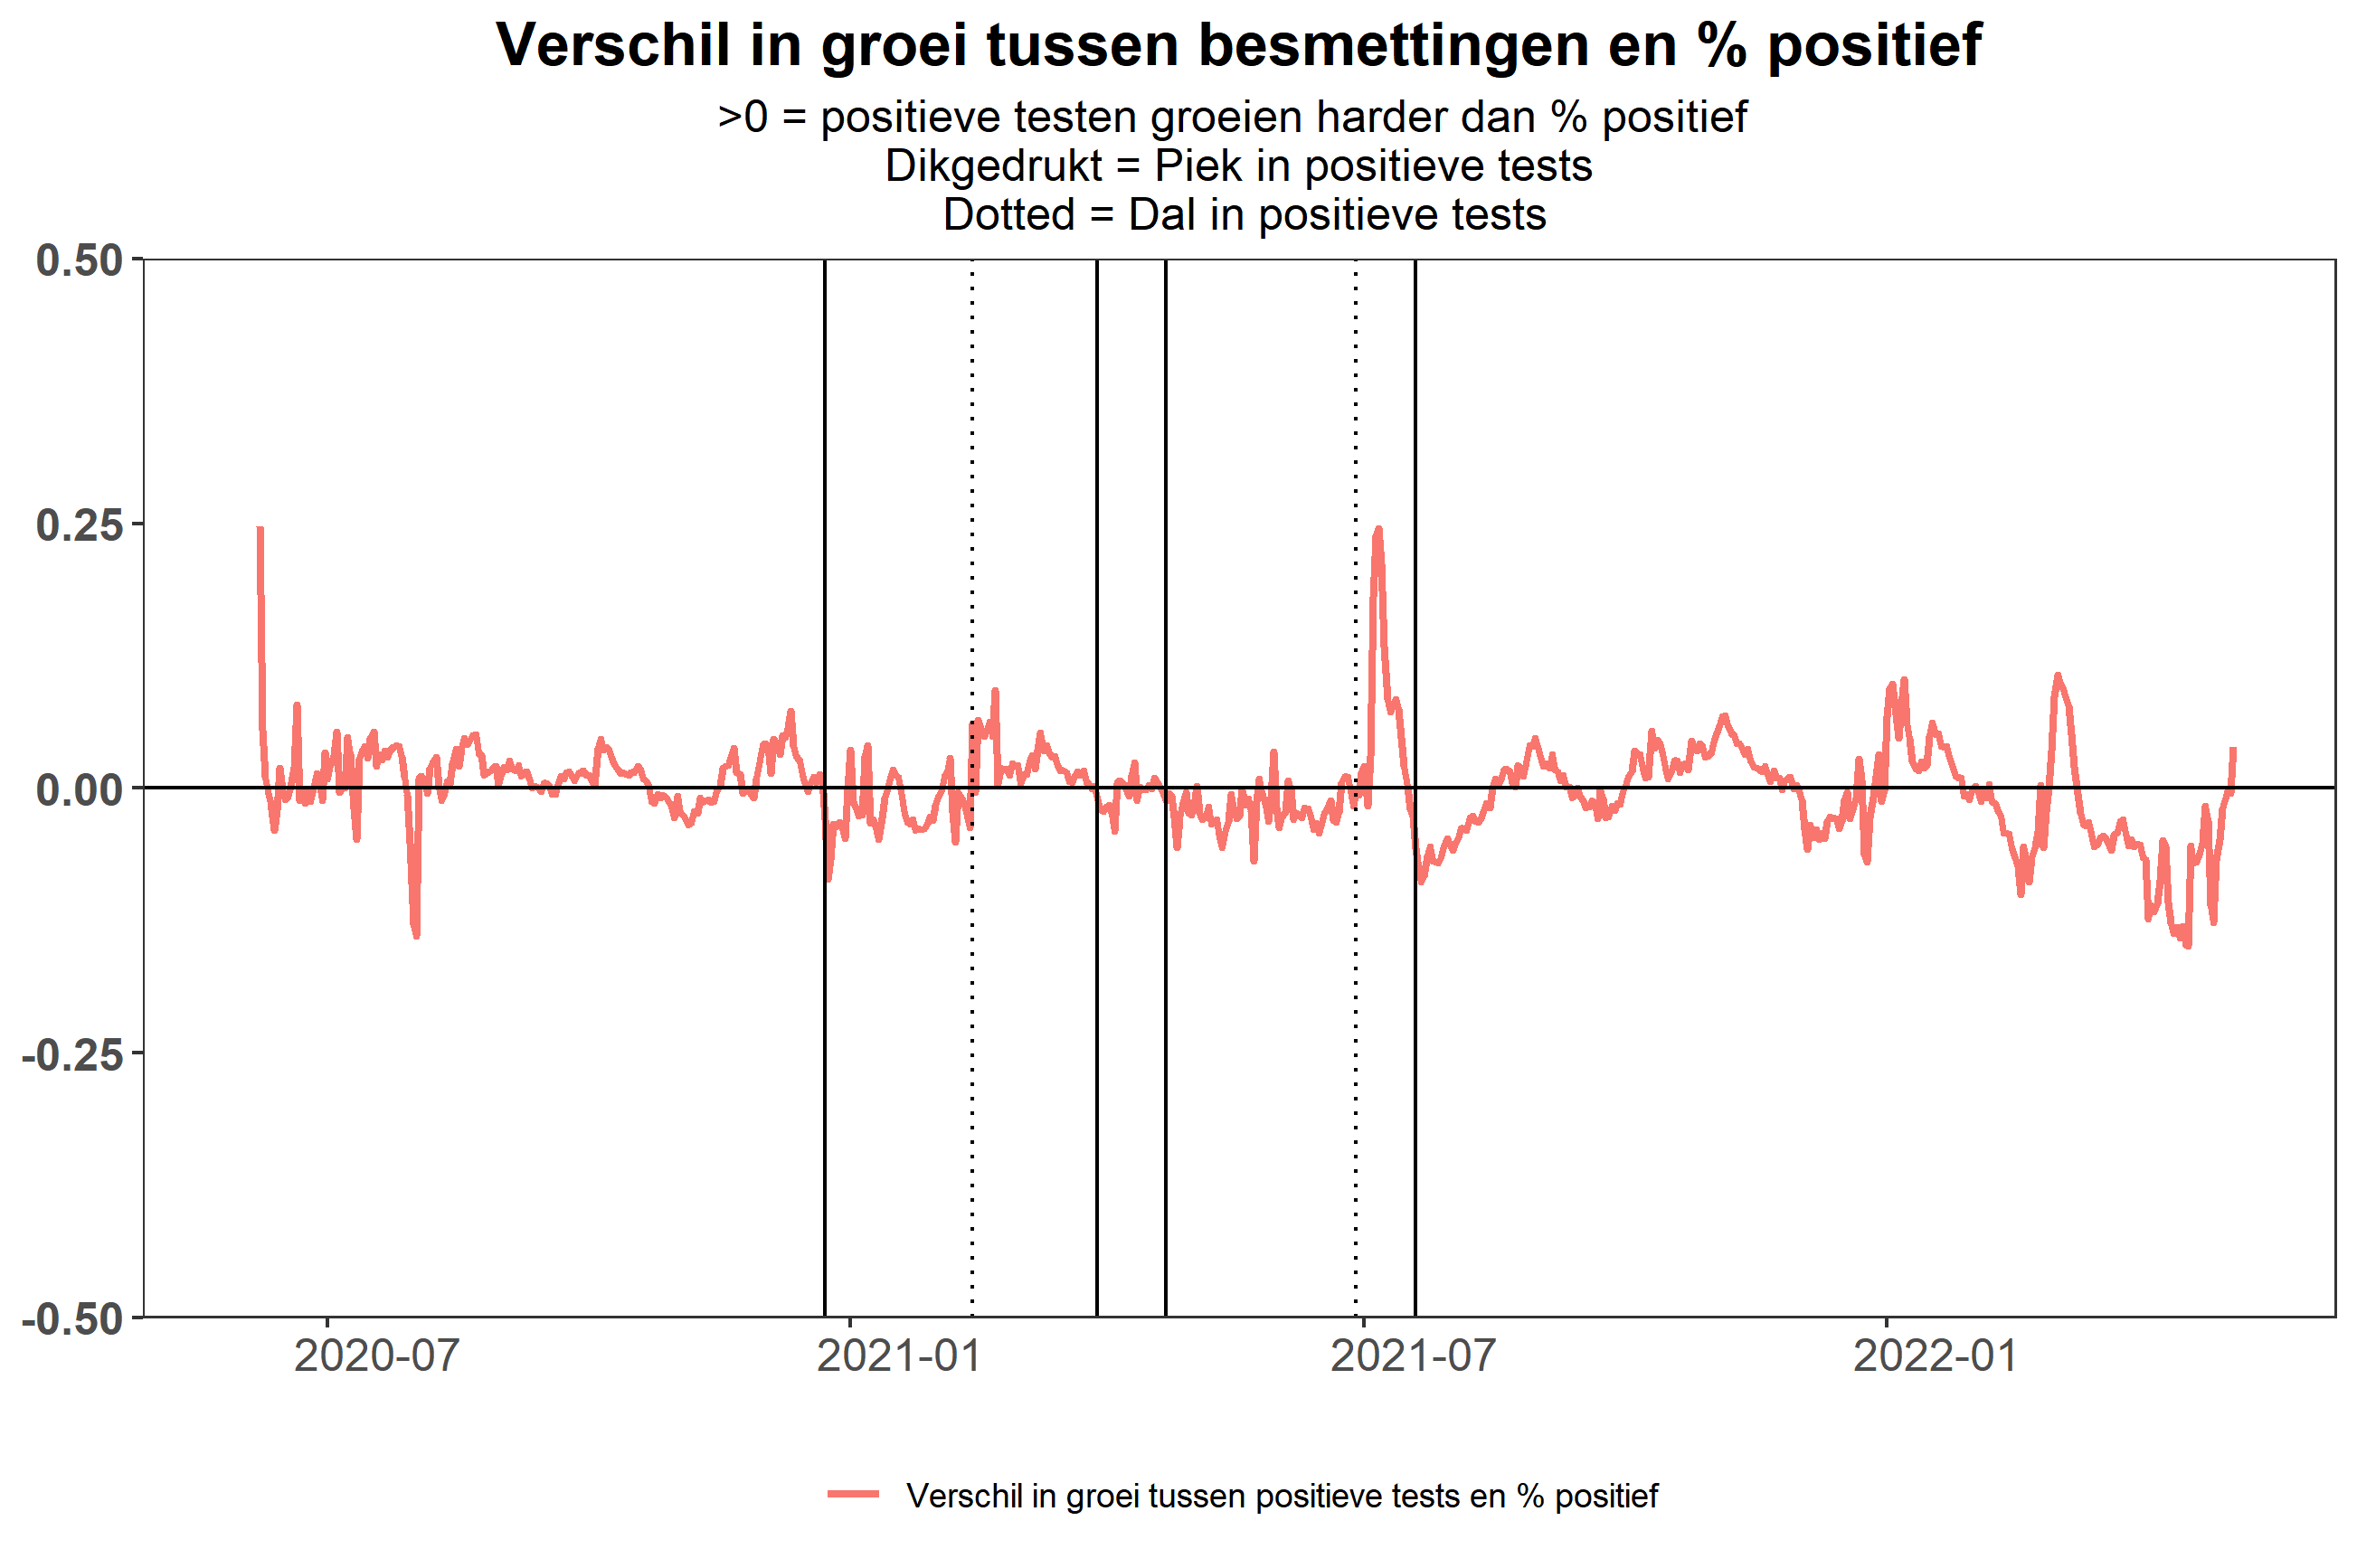 Verschil in groei tussen besmettingen en % positief
>0 = positieve testen groeien harder dan % positief
Dikgedrukt = Piek in positieve tests
Dotted = Dal in positieve tests
0.50
0.25
0.00
-0.25
-0.50
2020-07 2021-01 2021-07 2022-01
Verschil in groei tussen positieve tests en % positief